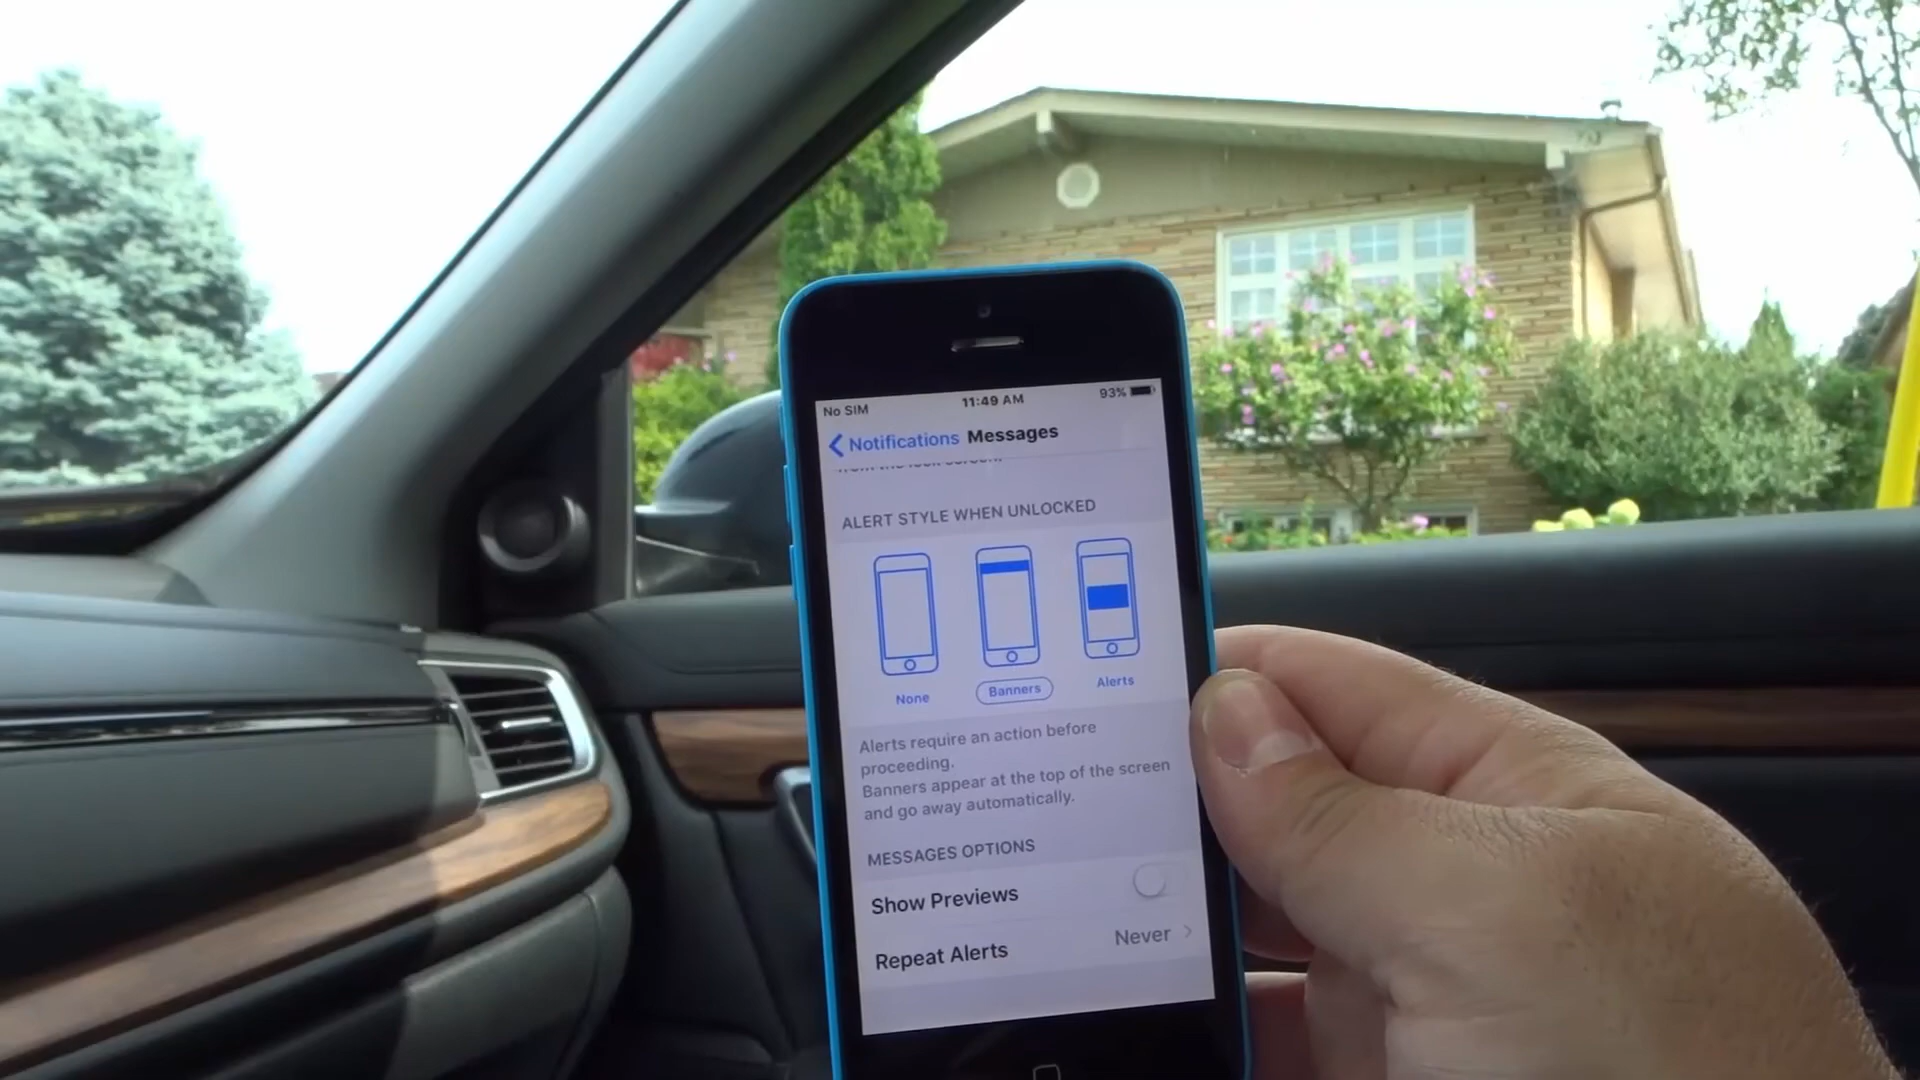 No SIM 11:49 AM 93%
Notifications Messages
ALERT STYLE WHEN UNLOCKED
None Banners Alerts
Alerts require an action before
proceeding.
Banners appear at the top of the screen
and go away automatically.
MESSAGES OPTIONS
Show Previews
Repeat Alerts Never